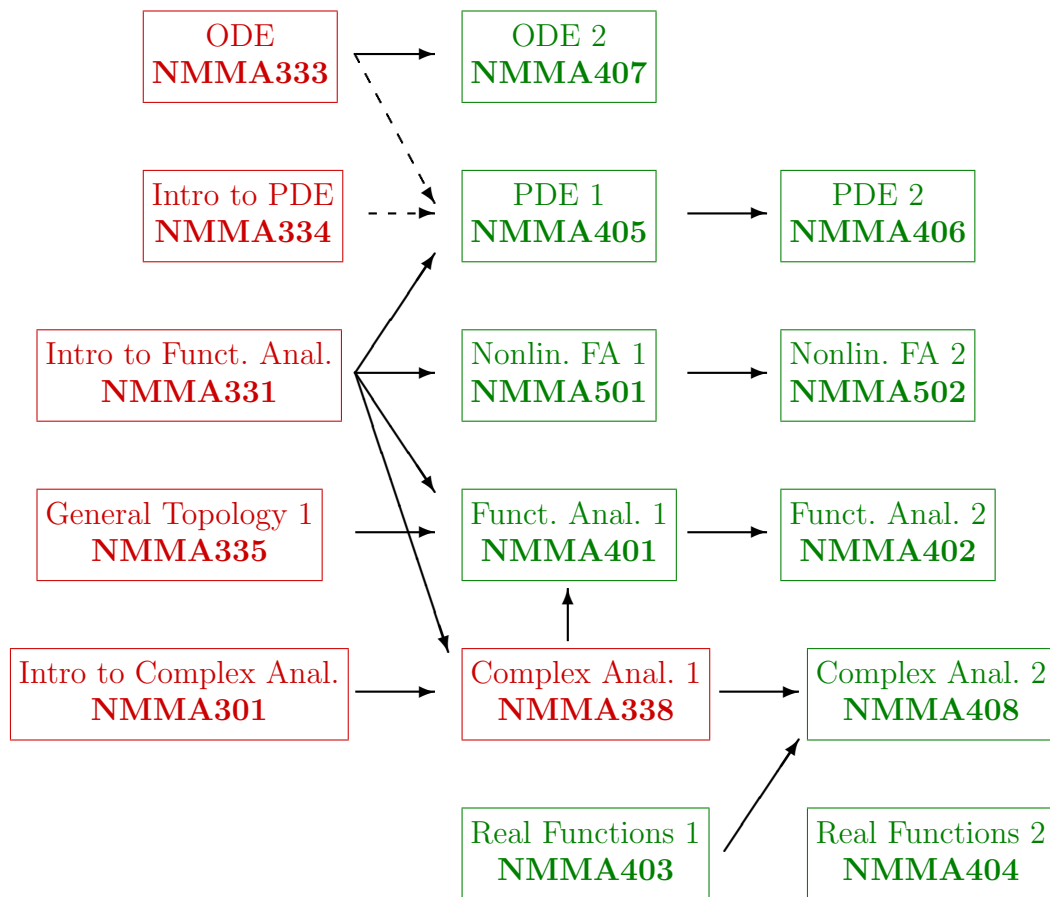 ODE
NMMA333
ODE 2
NMMA407
Intro to PDE
NMMA334
PDE 1
NMMA405
PDE 2
NMMA406
Intro to Funct. Anal.
NMMA331
Nonlin. FA 1
NMMA501
Nonlin. FA 2
NMMA502
General Topology 1
NMMA335
Funct. Anal. 1
NMMA401
Funct. Anal. 2
NMMA402
Intro to Complex Anal.
NMMA301
Complex Anal. 1
NMMA338
Complex Anal. 2
NMMA408
Real Functions 1
NMMA403
Real Functions 2
NMMA404